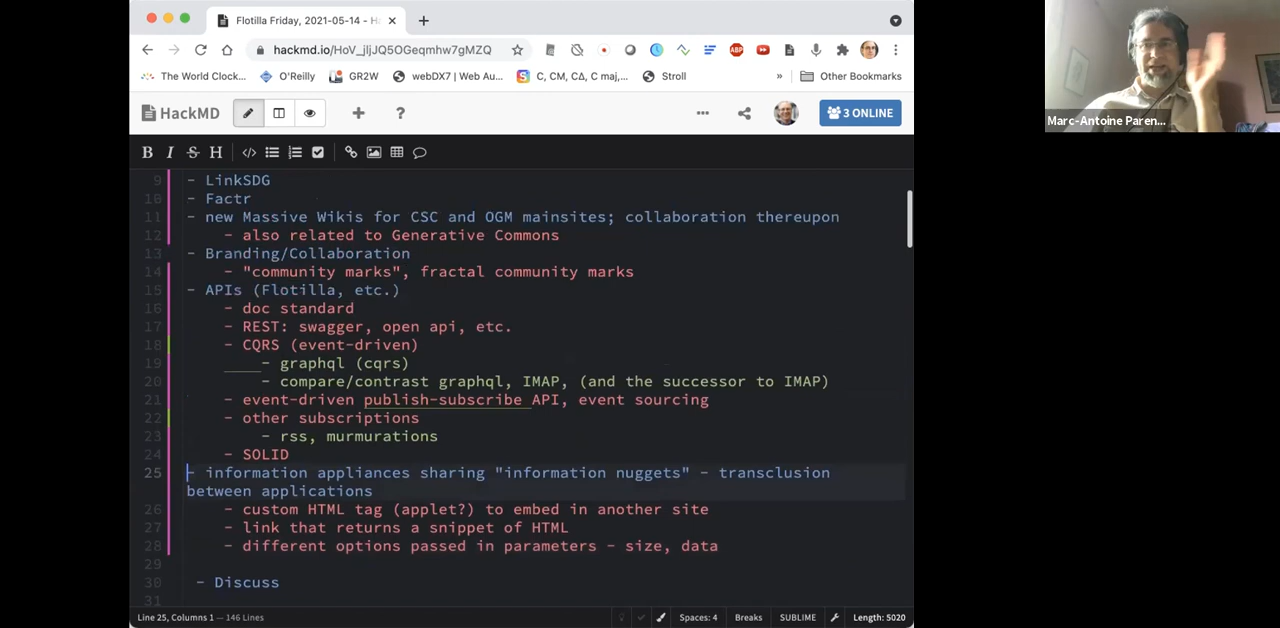 Flotilla Friday, 2021-05-14 - H
hackmd.io/HoV_jIjJQ5OGeqmhw7gMZQ
ABP
The World Clock... O'Reilly GR2W webDX7 | Web Au... C, CM, CΔ, C maj,... Stroll » Other Bookmarks
HackMD
3 ONLINE
B I S H
9 - LinkSDG
10 - Factr
11 - new Massive Wikis for CSC and OGM mainsites; collaboration thereupon
12 - also related to Generative Commons
13 - Branding/Collaboration
14 - "community marks", fractal community marks
15 - APIs (Flotilla, etc.)
16 - doc standard
17 - REST: swagger, open api, etc.
18 - CQRS (event-driven)
19 - graphql (cqrs)
20 - compare/contrast graphql, IMAP, (and the successor to IMAP)
21 - event-driven publish-subscribe API, event sourcing
22 - other subscriptions
23 - rss, murmurations
24 - SOLID
25 - information appliances sharing "information nuggets" - transclusion
between applications
26 - custom HTML tag (applet?) to embed in another site
27 - link that returns a snippet of HTML
28 - different options passed in parameters - size, data
29
30 - Discuss
31
Line 25, Columns 1 — 146 Lines Spaces: 4 Breaks SUBLIME Length: 5020
Marc-Antoine Paren...